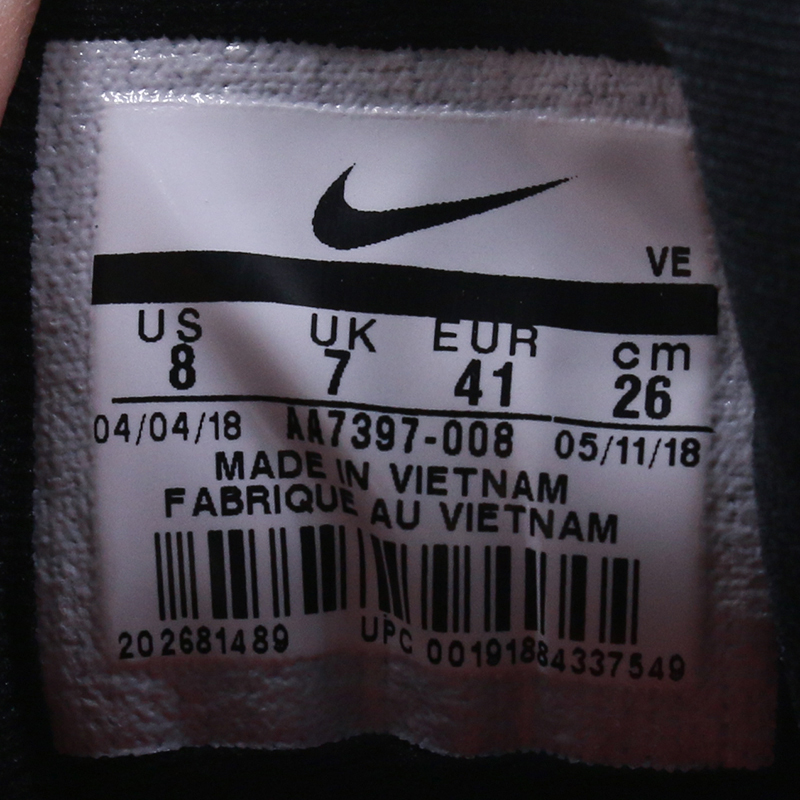 VE
US UK EUR cm
8 7 41 26
04/04/18 AA7397-008 05/11/18
MADE IN VIETNAM
FABRIQUE AU VIETNAM
202681489 UPC 00191884337549